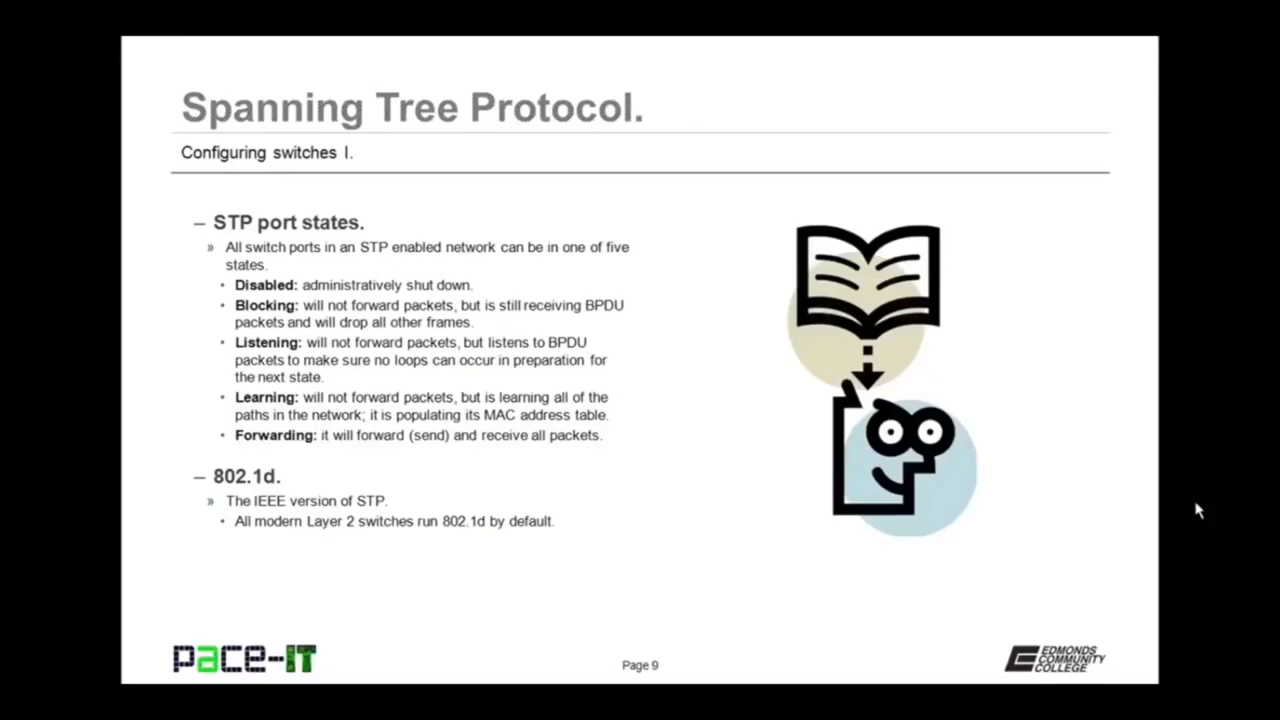 Spanning Tree Protocol.
Configuring switches I.
– STP port states.
» All switch ports in an STP enabled network can be in one of five
states.
• Disabled: administratively shut down.
• Blocking: will not forward packets, but is still receiving BPDU
packets and will drop all other frames.
• Listening: will not forward packets, but listens to BPDU
packets to make sure no loops can occur in preparation for
the next state.
• Learning: will not forward packets, but is learning all of the
paths in the network; it is populating its MAC address table.
• Forwarding: it will forward (send) and receive all packets.
– 802.1d.
» The IEEE version of STP.
• All modern Layer 2 switches run 802.1d by default.
pace-IT
Page 9
EDMONDS
COMMUNITY
COLLEGE